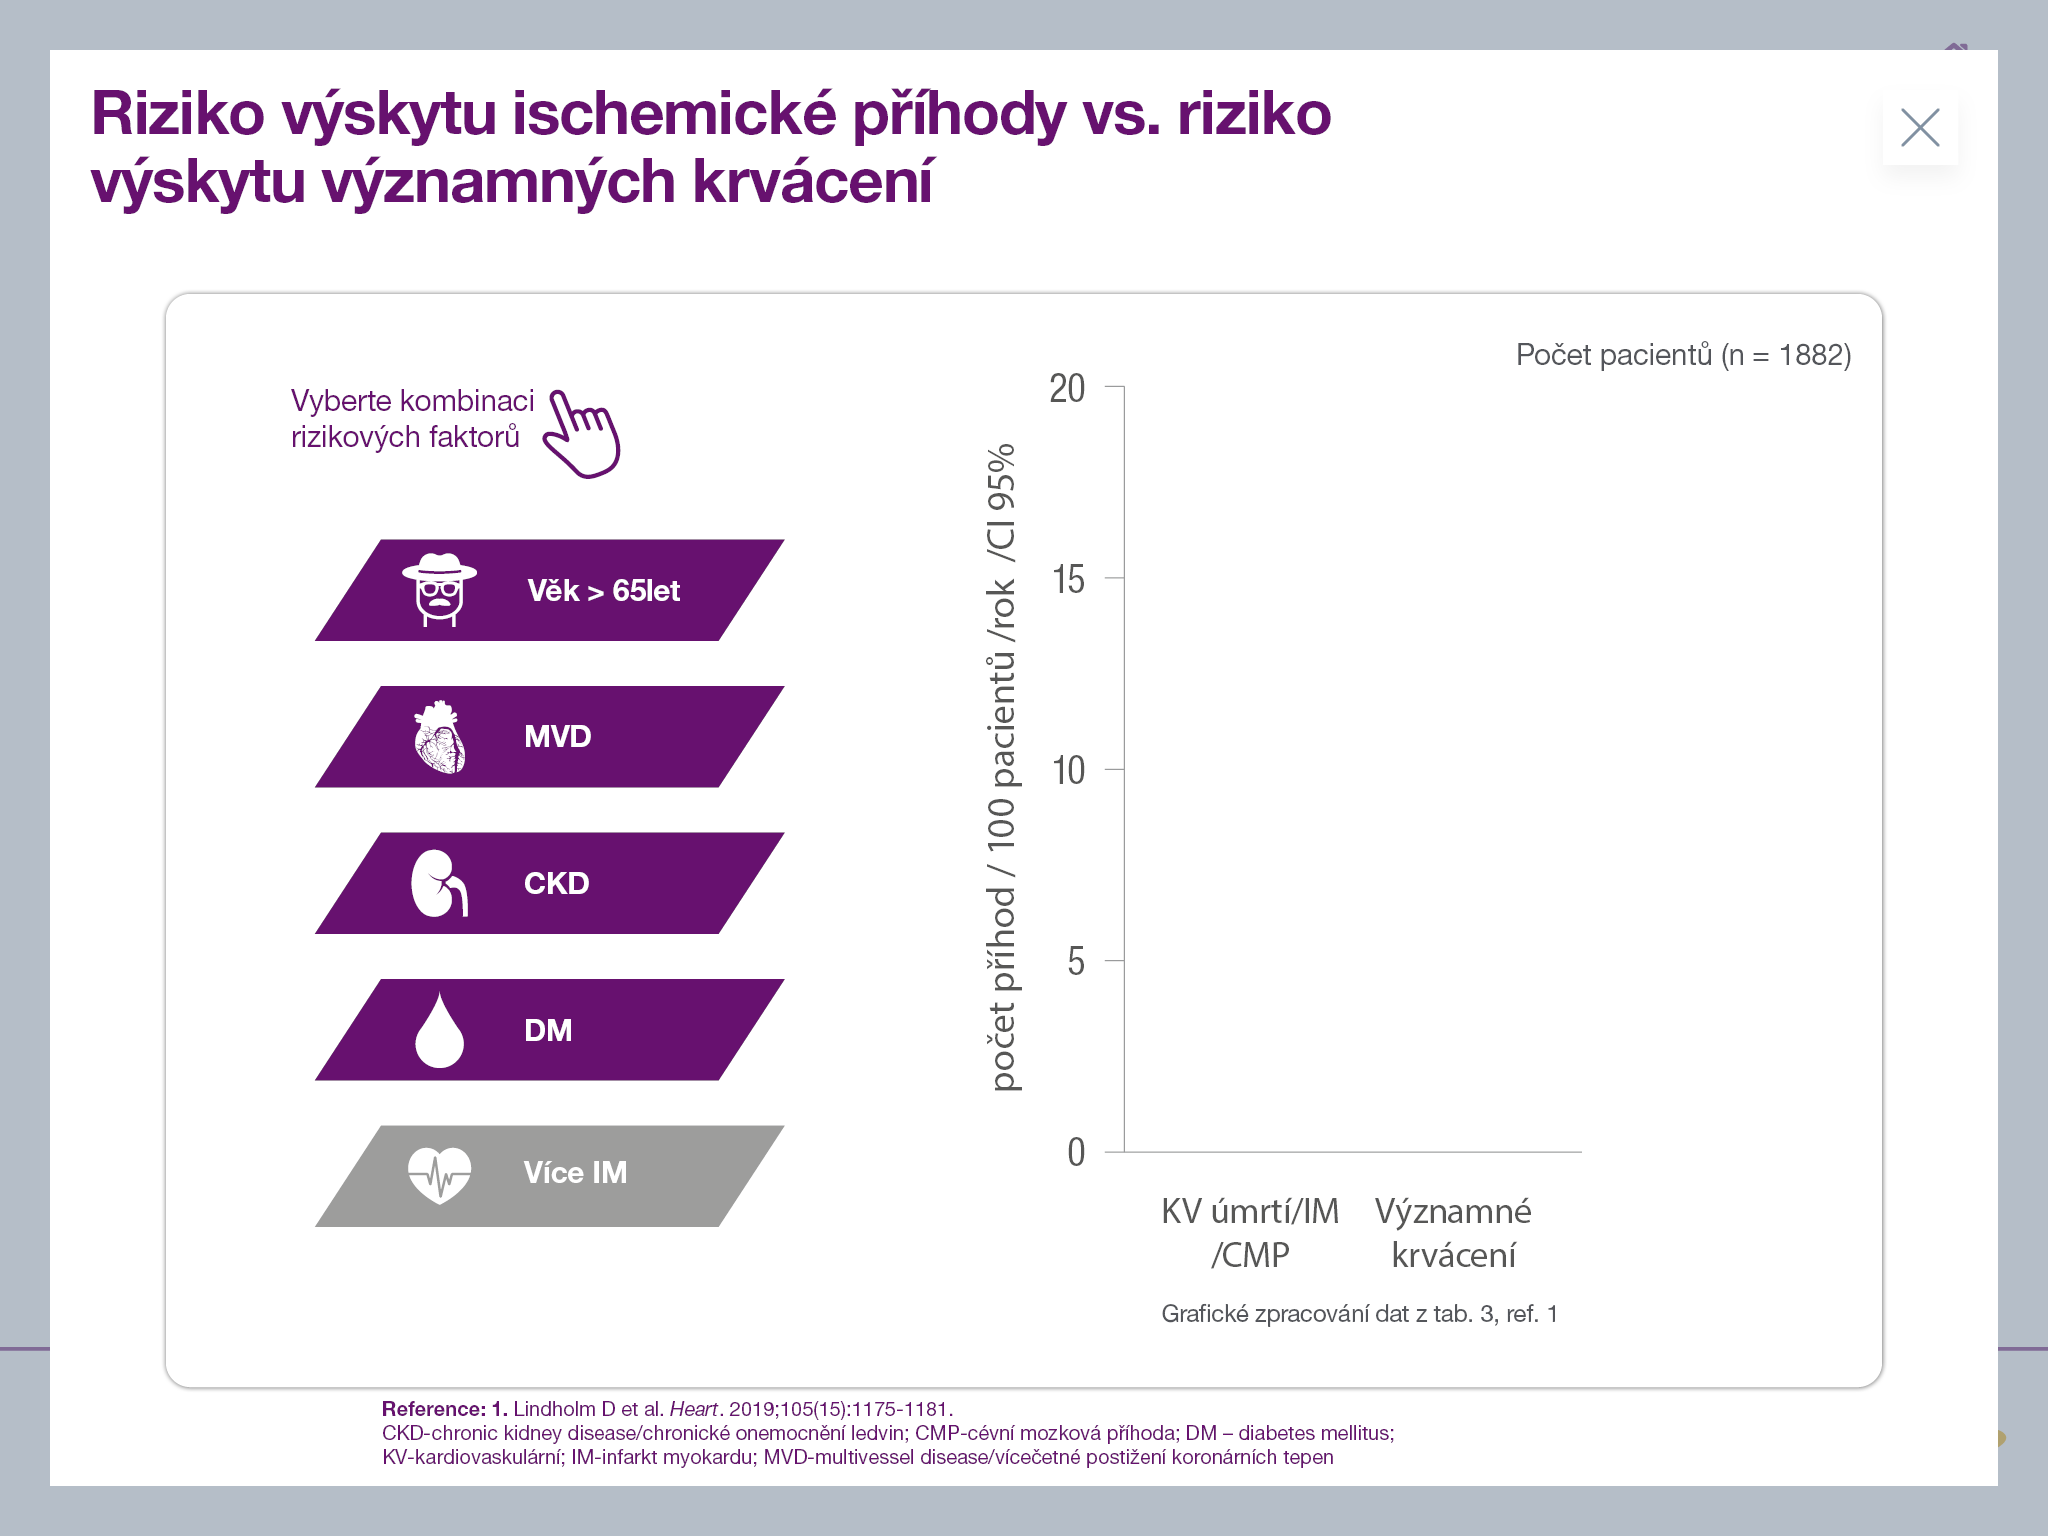 Riziko výskytu ischemické příhody vs. riziko
výskytu významných krvácení
Vyberte kombinaci
rizikových faktorů
Věk > 65let
MVD
CKD
DM
Více IM
Počet pacientů (n = 1882)
počet příhod / 100 pacientů /rok /CI 95%
20
15
10
5
0
KV úmrtí/IM
/CMP
Významné
krvácení
Grafické zpracování dat z tab. 3, ref. 1
Reference: 1. Lindholm D et al. Heart. 2019;105(15):1175-1181.
CKD-chronic kidney disease/chronické onemocnění ledvin; CMP-cévní mozková příhoda; DM – diabetes mellitus;
KV-kardiovaskulární; IM-infarkt myokardu; MVD-multivessel disease/vícečetné postižení koronárních tepen